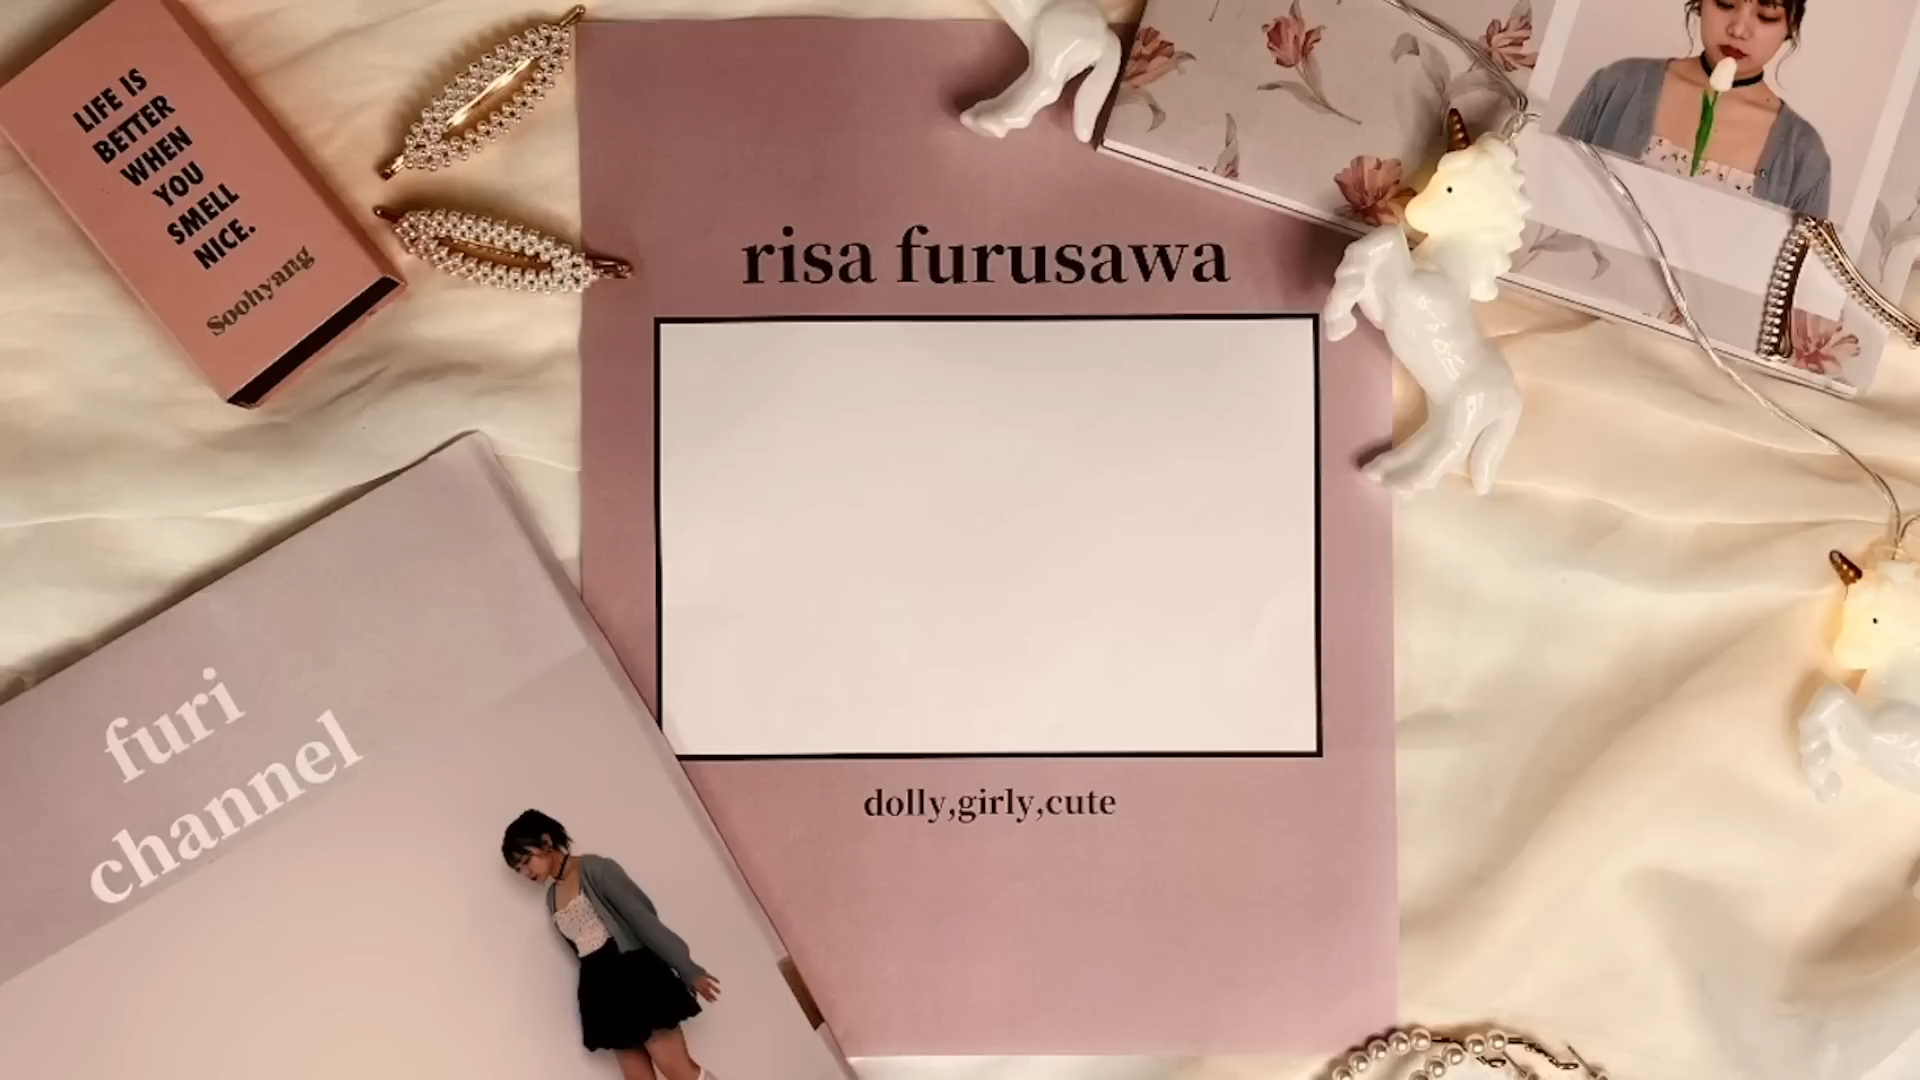 LIFE IS
BETTER
WHEN
YOU
SMELL
NICE.
Soohyang
risa furusawa
dolly,girly,cute
furi
channel